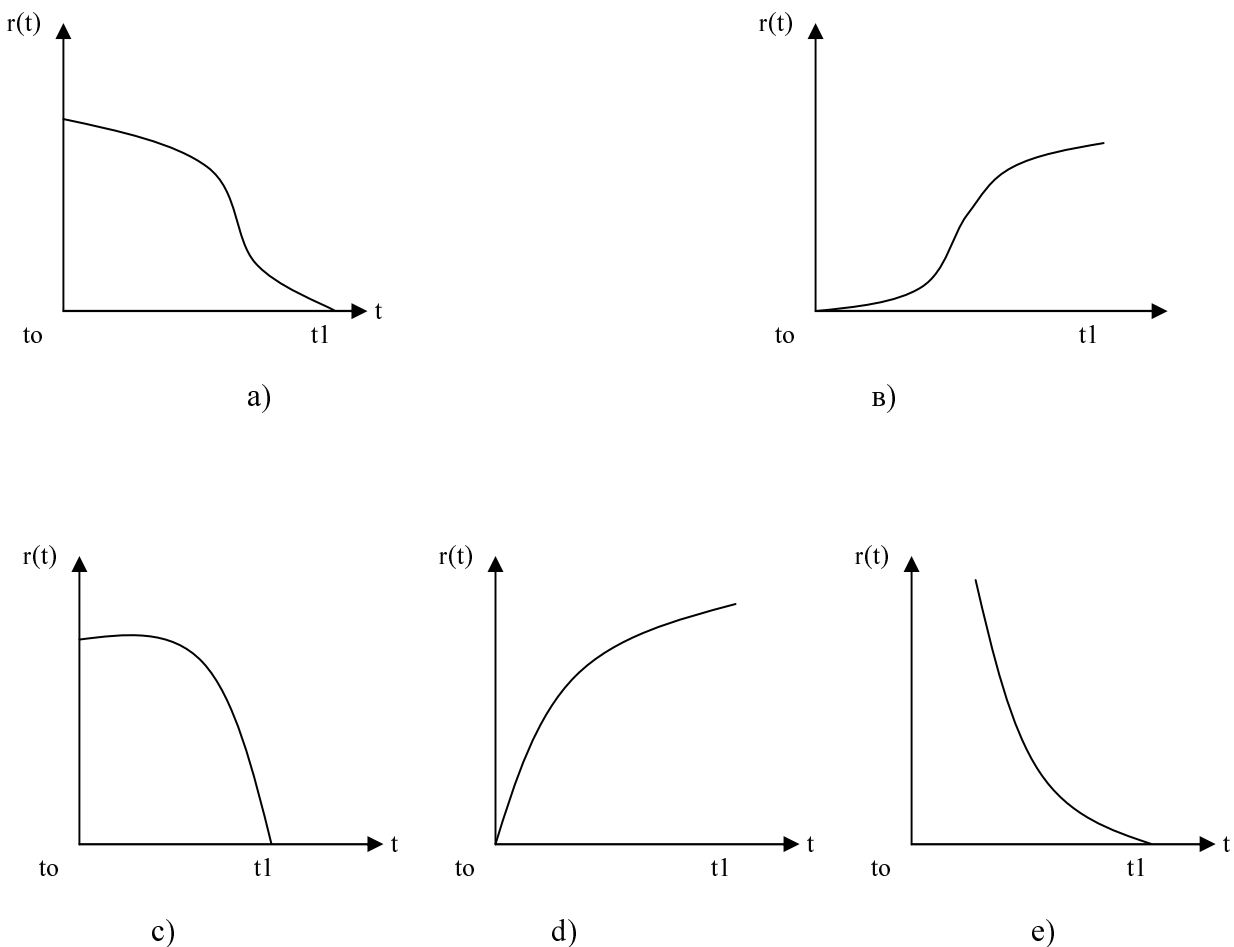 r(t) r(t)
t
to t1 to t1
а) в)
r(t) r(t) r(t)
t t t
to t1 to t1 to t1
c) d) e)